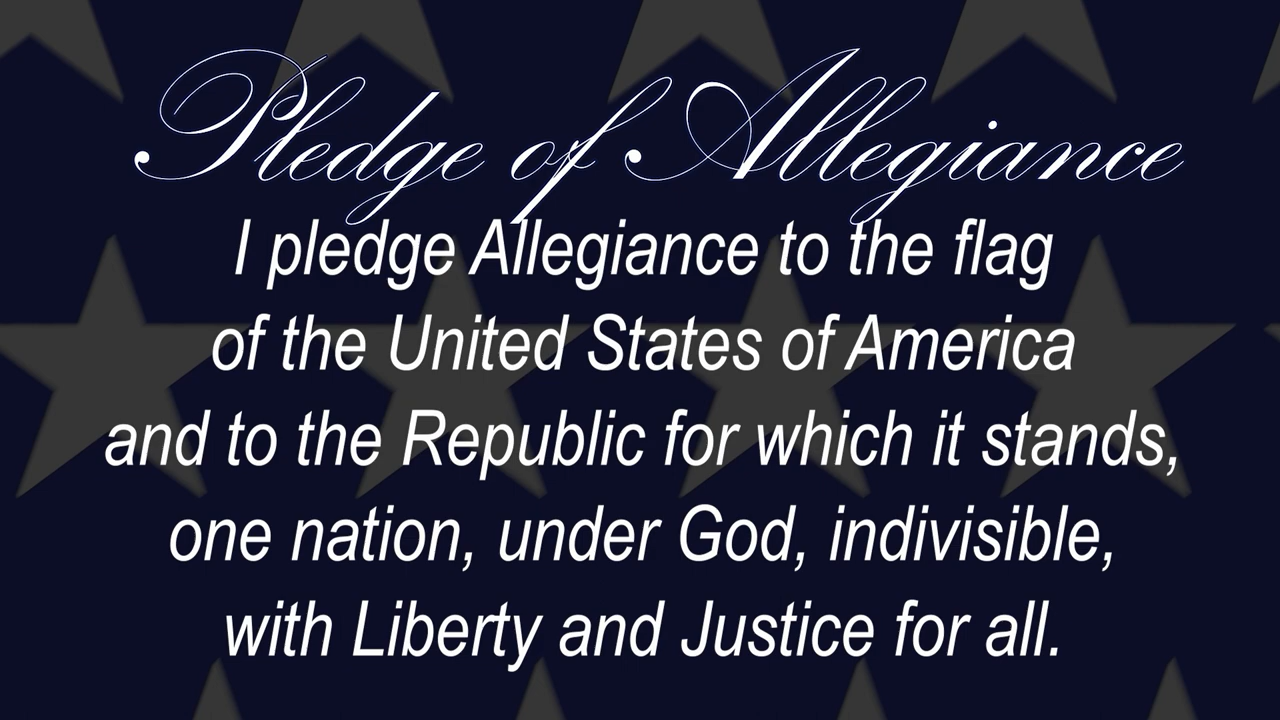 Pledge of Allegiance
I pledge Allegiance to the flag
of the United States of America
and to the Republic for which it stands,
one nation, under God, indivisible,
with Liberty and Justice for all.